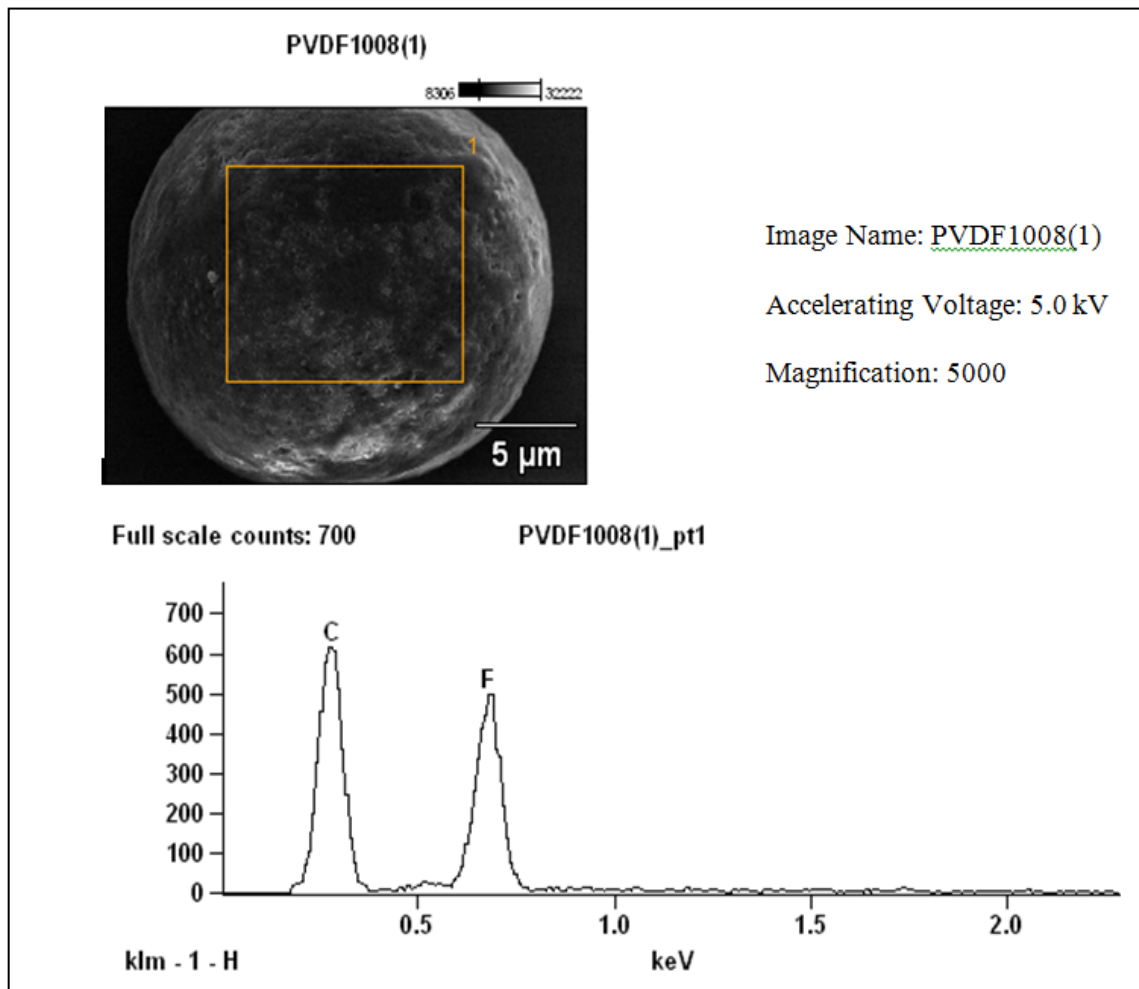 PVDF1008(1)
8306 32222
1
5 µm
Image Name: PVDF1008(1)
Accelerating Voltage: 5.0 kV
Magnification: 5000
Full scale counts: 700 PVDF1008(1)_pt1
700
600
500
400
300
200
100
0
C
F
0.5 1.0 1.5 2.0
klm - 1 - H keV